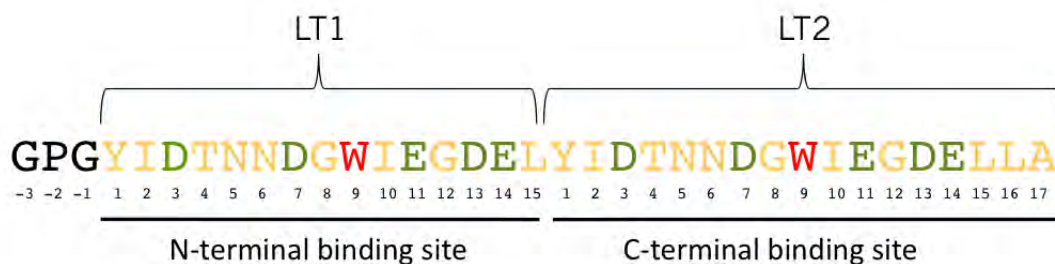 LT1 LT2
GPGYIDTNNDGWIEGDELYIDTNNDGWIEGDELLA
-3 -2 -1 1 2 3 4 5 6 7 8 9 10 11 12 13 14 15 1 2 3 4 5 6 7 8 9 10 11 12 13 14 15 16 17
N-terminal binding site C-terminal binding site